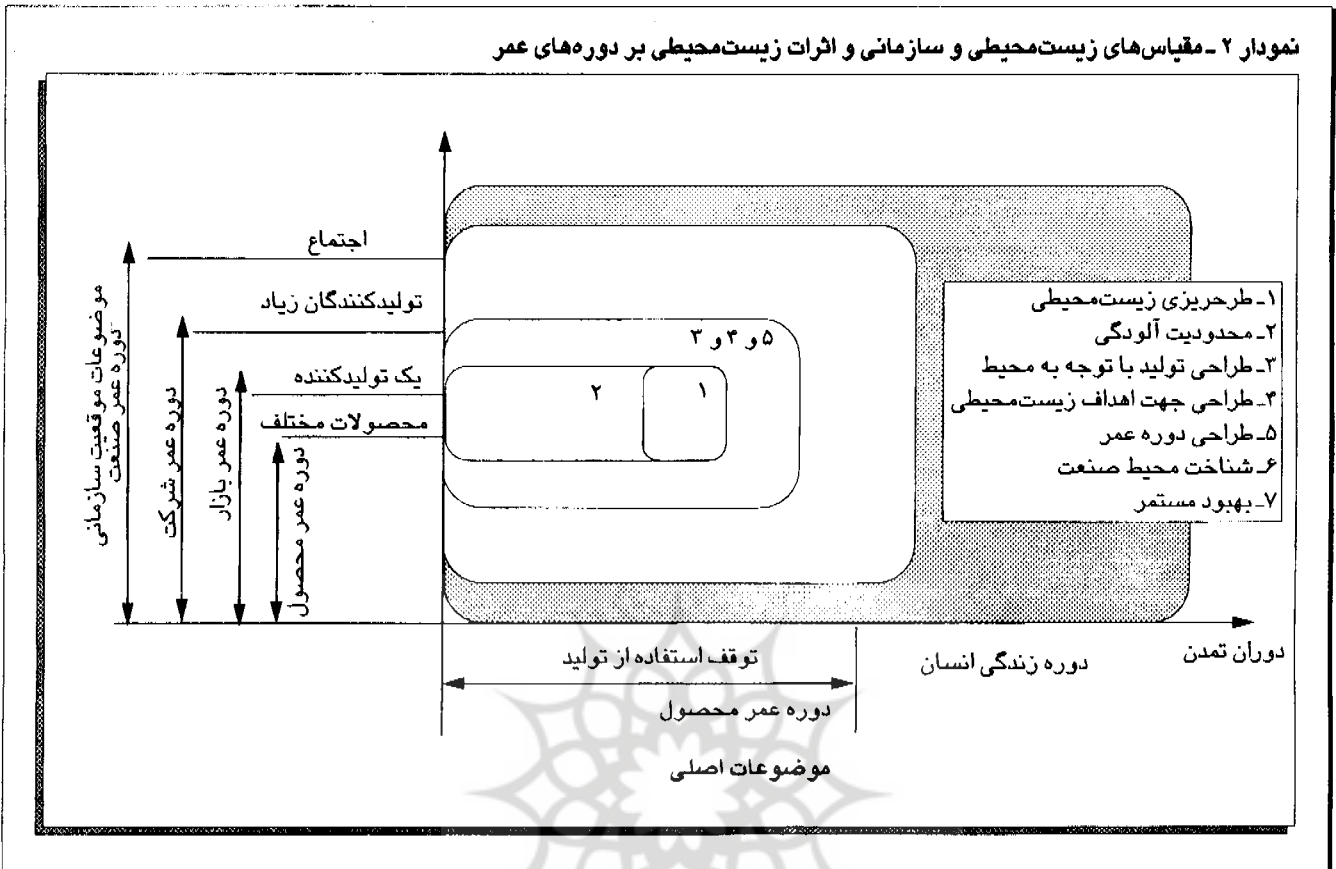 نمودار ۲ ـ مقیاس‌های زیست‌محیطی و سازمانی و اثرات زیست‌محیطی بر دوره‌های عمر
اجتماع
تولیدکنندگان زیاد
یک تولیدکننده
محصولات مختلف
موضوعات موقعیت سازمانی
دوره عمر صنعت
دوره عمر شرکت
دوره عمر بازار
دوره عمر محصول
۳ و ۴ و ۵
۲
۱
۱ـ طرحریزی زیست‌محیطی
۲ـ محدودیت آلودگی
۳ـ طراحی تولید با توجه به محیط
۴ـ طراحی جهت اهداف زیست‌محیطی
۵ـ طراحی دوره عمر
۶ـ شناخت محیط صنعت
۷ـ بهبود مستمر
دوران تمدن
دوره زندگی انسان
توقف استفاده از تولید
دوره عمر محصول
موضوعات اصلی